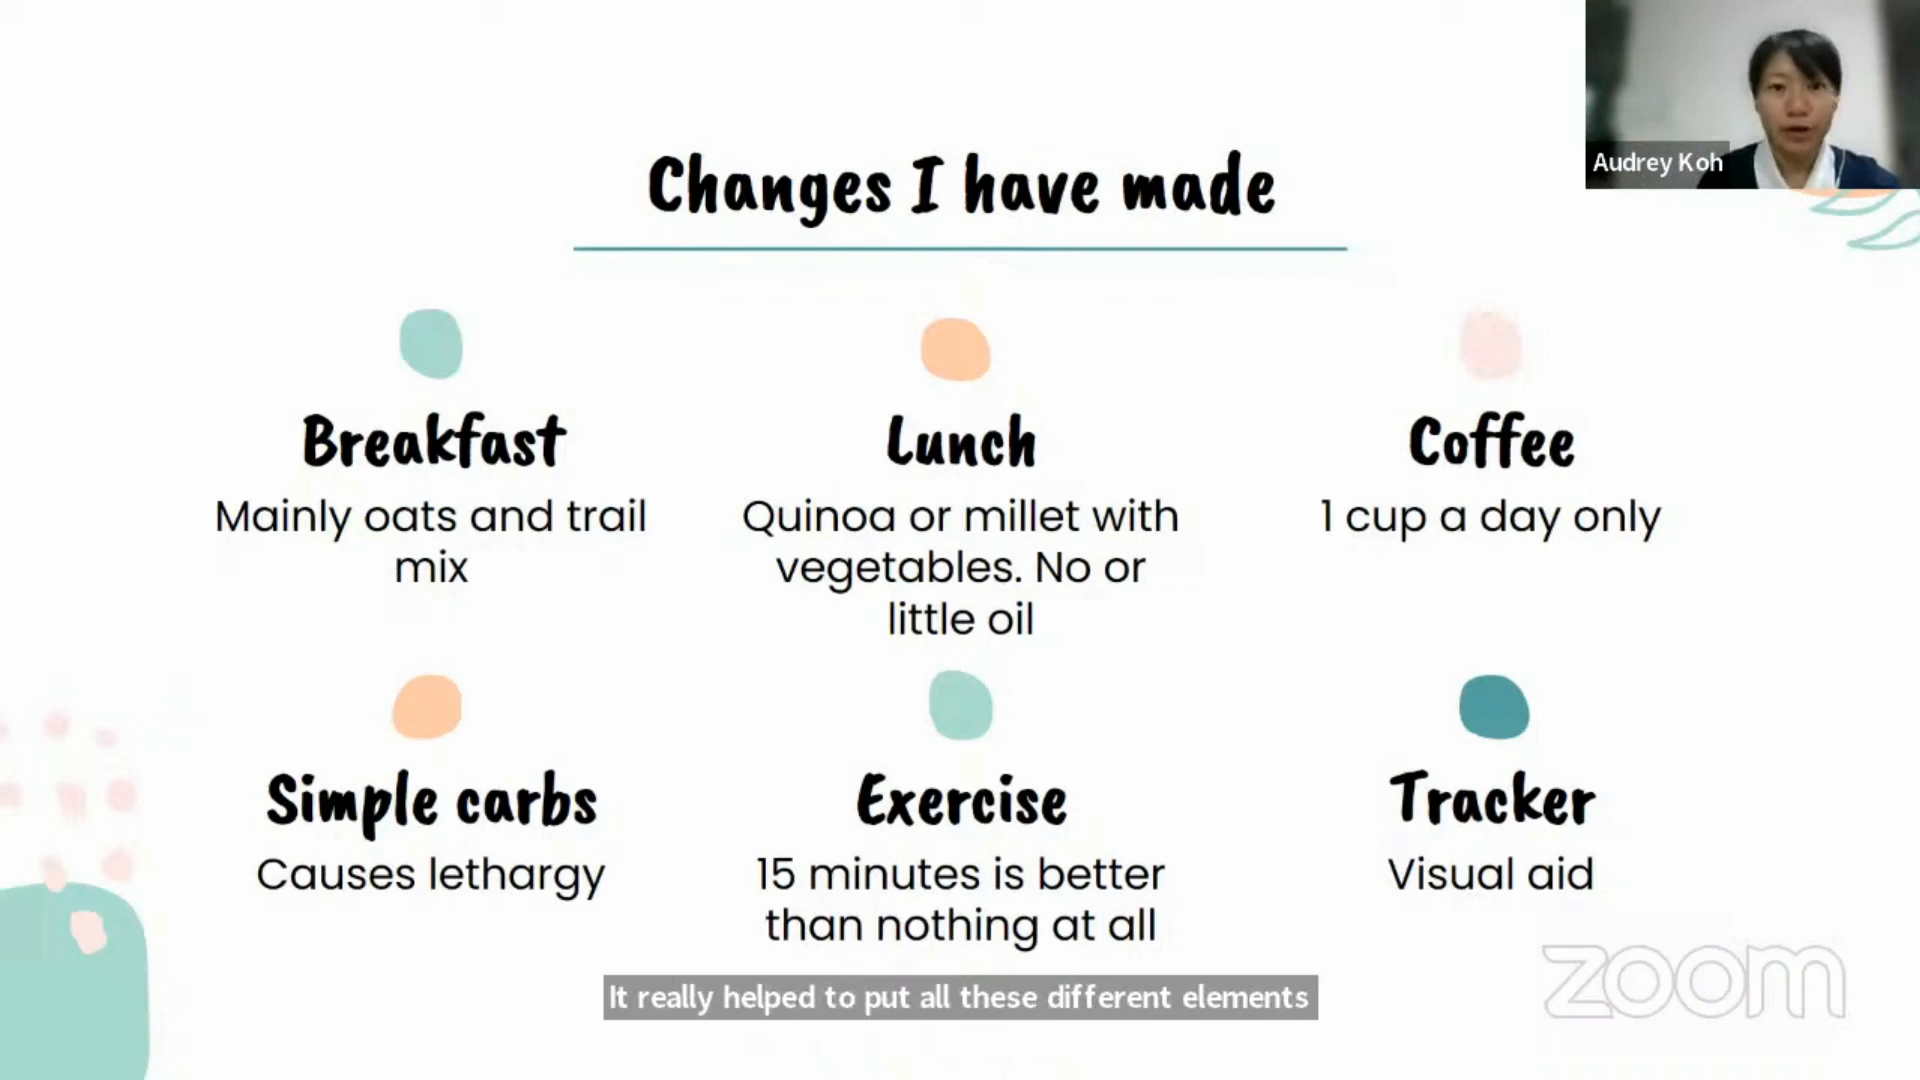 Audrey Koh
Changes I have made
Breakfast
Mainly oats and trail
mix
Lunch
Quinoa or millet with
vegetables. No or
little oil
Coffee
1 cup a day only
Simple carbs
Causes lethargy
Exercise
15 minutes is better
than nothing at all
Tracker
Visual aid
It really helped to put all these different elements
zoom